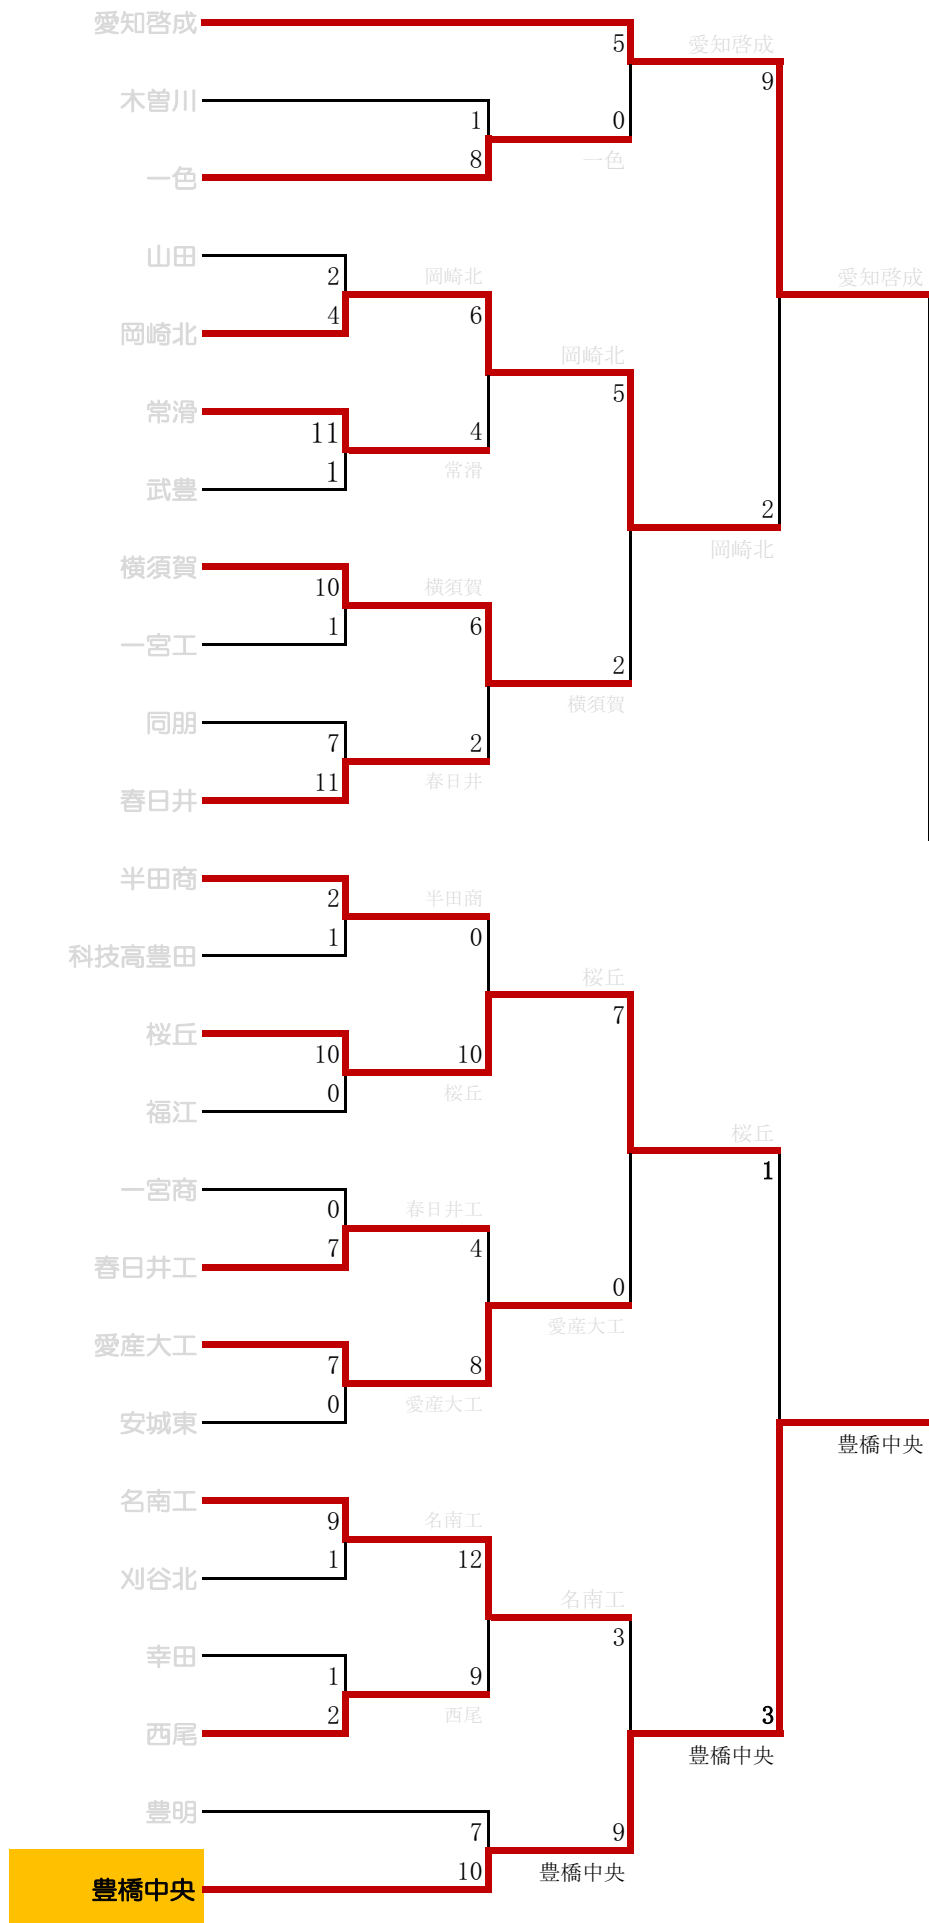 愛知啓成
5
愛知啓成
9
木曽川
1
0
8
一色
一色
山田
2
岡崎北
愛知啓成
4
6
岡崎北
岡崎北
5
常滑
11
4
1
常滑
武豊
2
岡崎北
横須賀
10
横須賀
1
6
一宮工
2
横須賀
同朋
7
2
11
春日井
春日井
半田商
2
半田商
1
0
科技高豊田
桜丘
7
桜丘
10
10
0
桜丘
福江
桜丘
1
一宮商
0
春日井工
7
4
春日井工
0
愛産大工
愛産大工
7
8
0
愛産大工
安城東
豊橋中央
名南工
9
名南工
1
12
刈谷北
名南工
3
幸田
1
9
2
西尾
3
西尾
豊橋中央
豊明
7
9
10
豊橋中央
豊橋中央